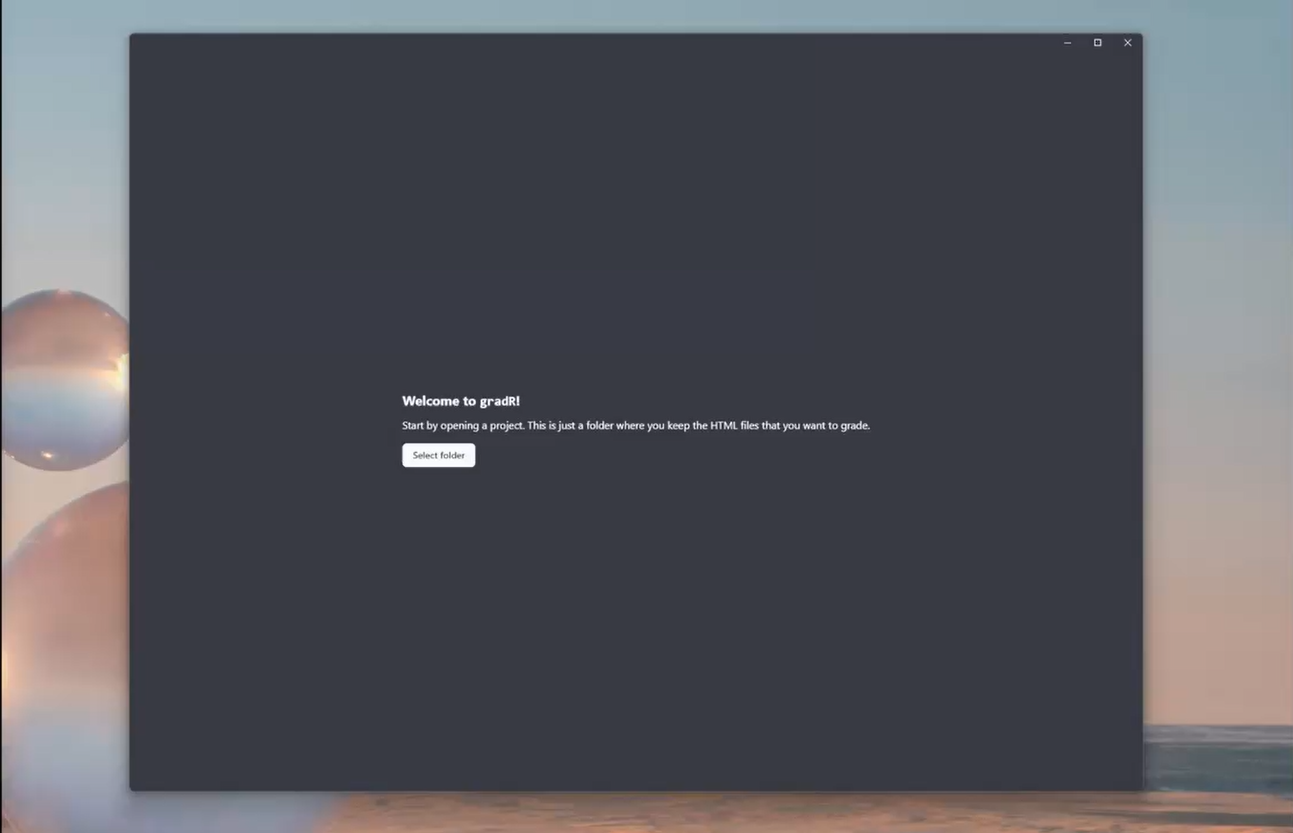 Welcome to gradR!
Start by opening a project. This is just a folder where you keep the HTML files that you want to grade.
Select folder